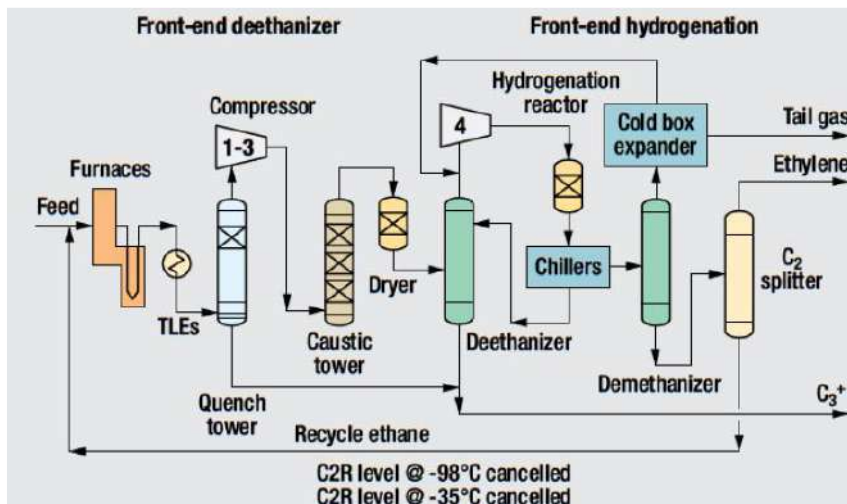 Front-end deethanizer
Front-end hydrogenation
Compressor
Hydrogenation
reactor
Tail gas
1-3
4
Cold box
expander
Ethylene
Furnaces
Feed
Chillers
C2
splitter
Dryer
TLEs
Caustic
tower
Deethanizer
Demethanizer
Quench
tower
C3+
Recycle ethane
C2R level @ -98°C cancelled
C2R level @ -35°C cancelled